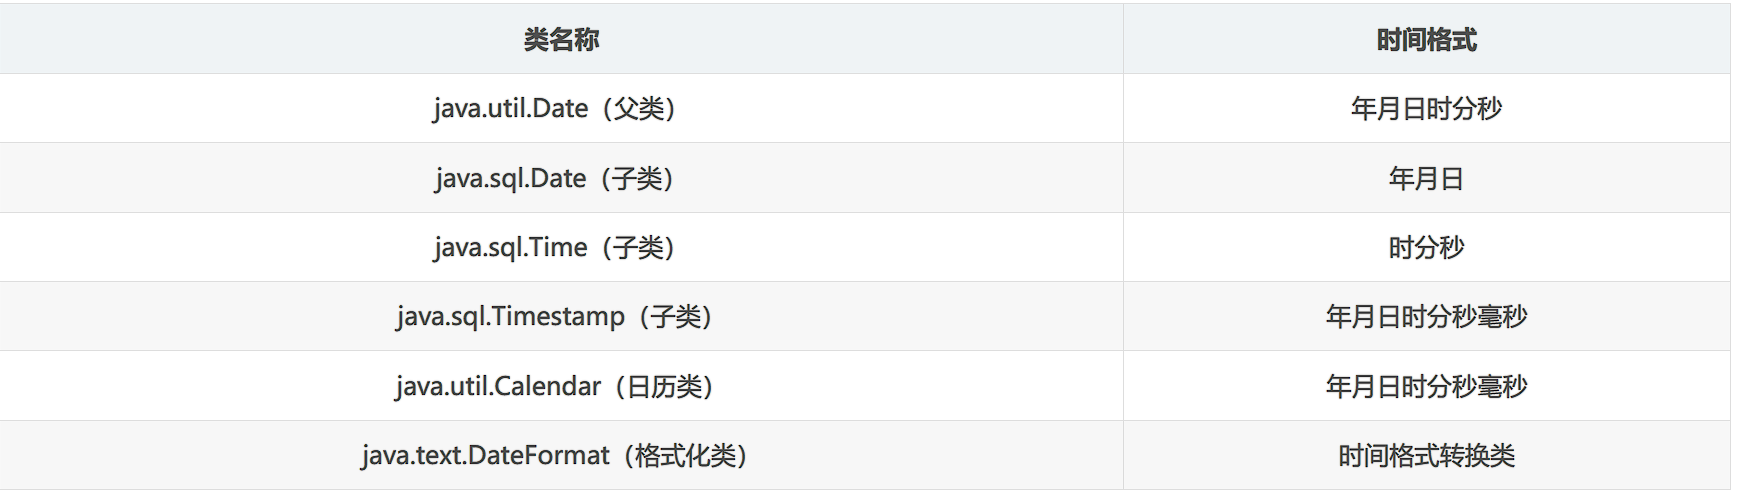 类名称 时间格式
java.util.Date（父类） 年月日时分秒
java.sql.Date（子类） 年月日
java.sql.Time（子类） 时分秒
java.sql.Timestamp（子类） 年月日时分秒毫秒
java.util.Calendar（日历类） 年月日时分秒毫秒
java.text.DateFormat（格式化类） 时间格式转换类